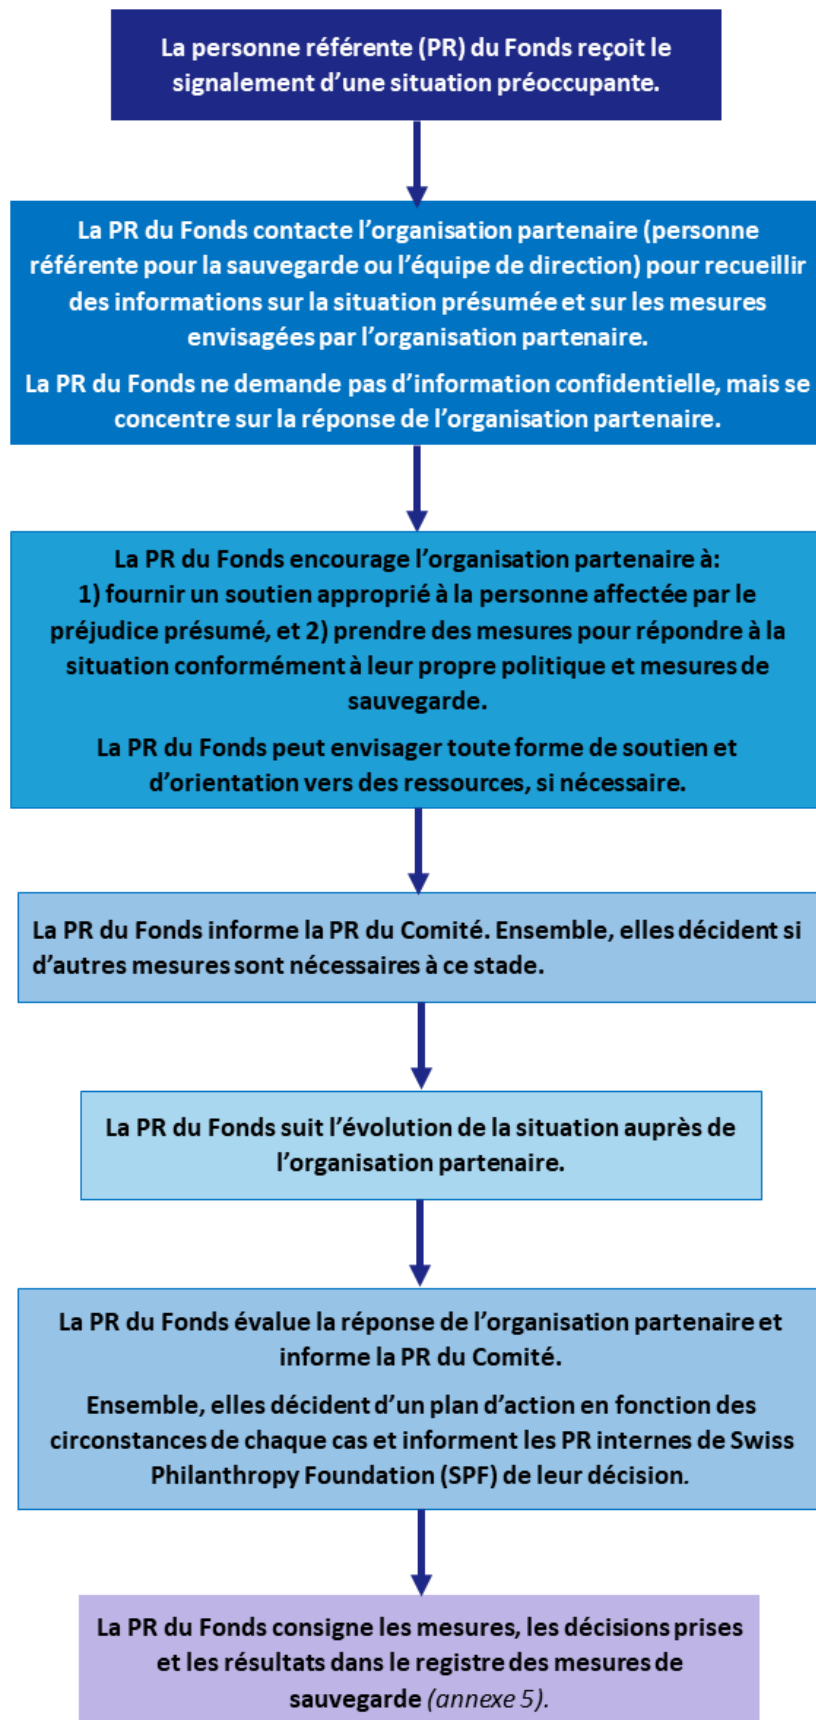 La personne référente (PR) du Fonds reçoit le
signalement d’une situation préoccupante.
La PR du Fonds contacte l’organisation partenaire (personne
référente pour la sauvegarde ou l’équipe de direction) pour recueillir
des informations sur la situation présumée et sur les mesures
envisagées par l’organisation partenaire.
La PR du Fonds ne demande pas d’information confidentielle, mais se
concentre sur la réponse de l’organisation partenaire.
La PR du Fonds encourage l’organisation partenaire à:
1) fournir un soutien approprié à la personne affectée par le
préjudice présumé, et 2) prendre des mesures pour répondre à la
situation conformément à leur propre politique et mesures de
sauvegarde.
La PR du Fonds peut envisager toute forme de soutien et
d’orientation vers des ressources, si nécessaire.
La PR du Fonds informe la PR du Comité. Ensemble, elles décident si
d’autres mesures sont nécessaires à ce stade.
La PR du Fonds suit l’évolution de la situation auprès de
l’organisation partenaire.
La PR du Fonds évalue la réponse de l’organisation partenaire et
informe la PR du Comité.
Ensemble, elles décident d’un plan d’action en fonction des
circonstances de chaque cas et informent les PR internes de Swiss
Philanthropy Foundation (SPF) de leur décision.
La PR du Fonds consigne les mesures, les décisions prises
et les résultats dans le registre des mesures de
sauvegarde (annexe 5).